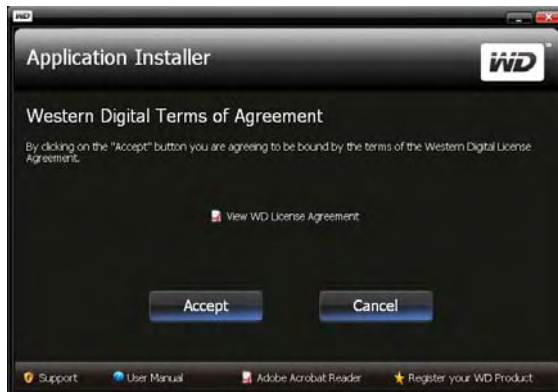 WD
Application Installer
WD
Western Digital Terms of Agreement
By clicking on the "Accept" button you are agreeing to be bound by the terms of the Western Digital License
Agreement.
View WD License Agreement
Accept Cancel
Support User Manual Adobe Acrobat Reader Register your WD Product